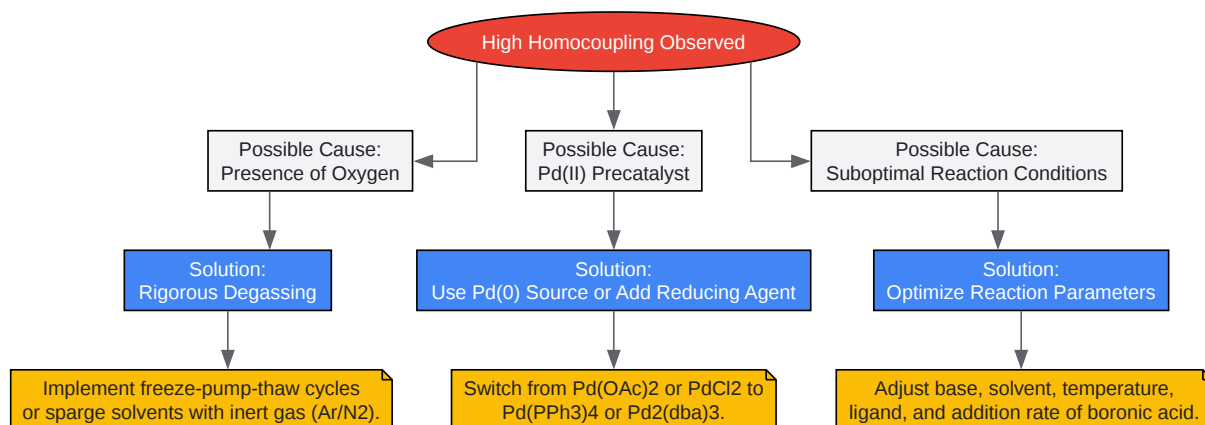 High Homocoupling Observed
Possible Cause:
Presence of Oxygen
Possible Cause:
Pd(II) Precatalyst
Possible Cause:
Suboptimal Reaction Conditions
Solution:
Rigorous Degassing
Solution:
Use Pd(0) Source or Add Reducing Agent
Solution:
Optimize Reaction Parameters
Implement freeze-pump-thaw cycles
or sparge solvents with inert gas (Ar/N2).
Switch from Pd(OAc)2 or PdCl2 to
Pd(PPh3)4 or Pd2(dba)3.
Adjust base, solvent, temperature,
ligand, and addition rate of boronic acid.